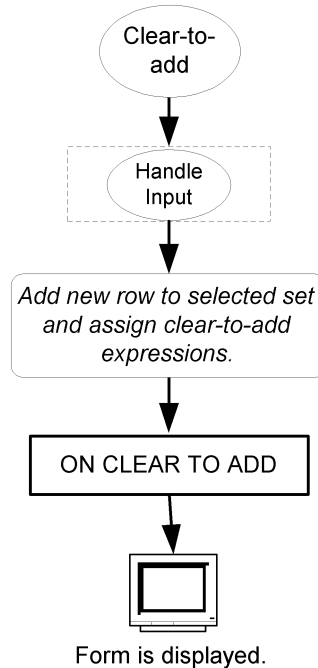 Clear-to-
add
Handle
Input
Add new row to selected set
and assign clear-to-add
expressions.
ON CLEAR TO ADD
Form is displayed.